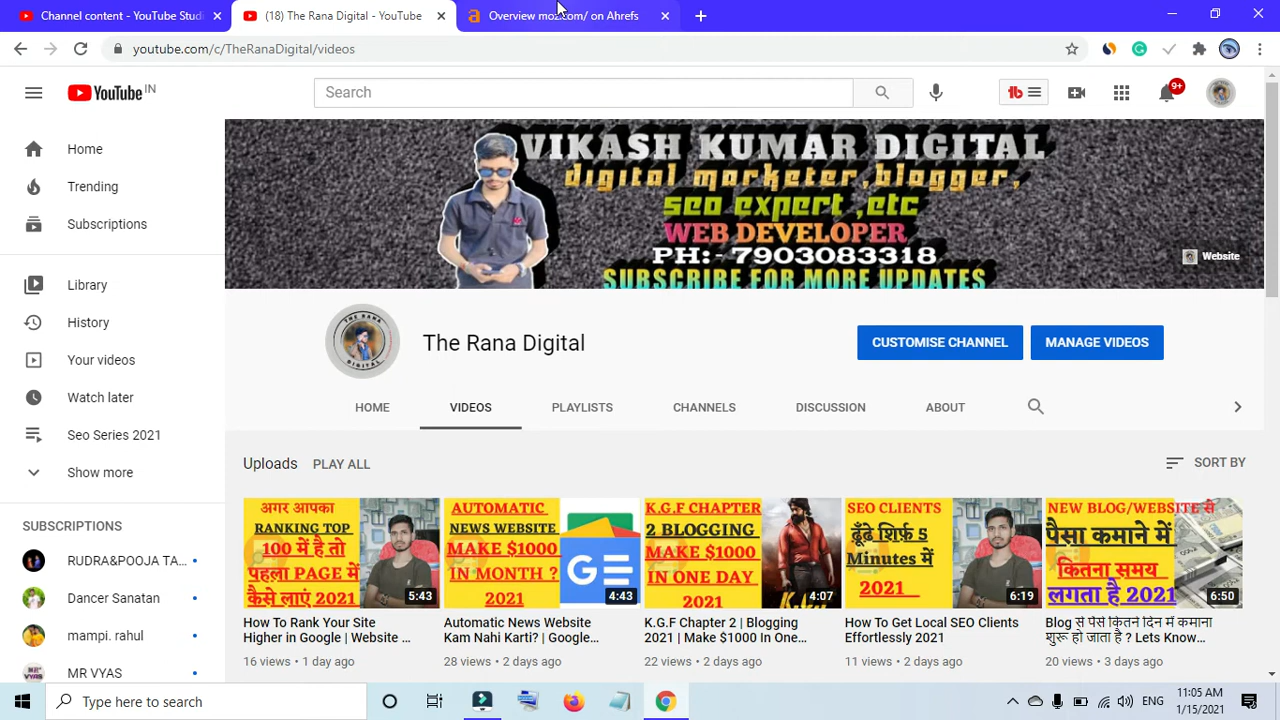 Channel content - YouTube Stud
(18) The Rana Digital - YouTube
Overview moz.com/ on Ahrefs
youtube.com/c/TheRanaDigital/videos
YouTube IN
Search
9+
Home
Trending
Subscriptions
Library
History
Your videos
Watch later
Seo Series 2021
Show more
SUBSCRIPTIONS
RUDRA&POOJA TA...
Dancer Sanatan
mampi. rahul
MR VYAS
VIKASH KUMAR DIGITAL
digital marketer,blogger,
seo expert ,etc
WEB DEVELOPER
PH:- 7903083318
SUBSCRIBE FOR MORE UPDATES
Website
THE RANA
DIGITAL
The Rana Digital
CUSTOMISE CHANNEL
MANAGE VIDEOS
HOME
VIDEOS
PLAYLISTS
CHANNELS
DISCUSSION
ABOUT
Uploads
PLAY ALL
SORT BY
अगर आपका
RANKING TOP
100 में है तो
पहला PAGE में
कैसे लाएं 2021
5:43
How To Rank Your Site
Higher in Google | Website ...
16 views • 1 day ago
AUTOMATIC
NEWS WEBSITE
MAKE $1000
IN MONTH ?
2021
GE
4:43
Automatic News Website
Kam Nahi Karti? | Google...
28 views • 2 days ago
K.G.F CHAPTER
2 BLOGGING
MAKE $1000
IN ONE DAY
2021
4:07
K.G.F Chapter 2 | Blogging
2021 | Make $1000 In One...
22 views • 2 days ago
SEO CLIENTS
ढूँढे सिर्फ़ 5
Minutes में
2021
6:19
How To Get Local SEO Clients
Effortlessly 2021
11 views • 2 days ago
NEW BLOG/WEBSITE से
पैसा कमाने में
कितना समय
लगता है 2021
6:50
Blog से पैसे कितने दिन में कमाना
शुरू हो जाता है ? Lets Know...
20 views • 3 days ago
Type here to search
ENG
11:05 AM
1/15/2021